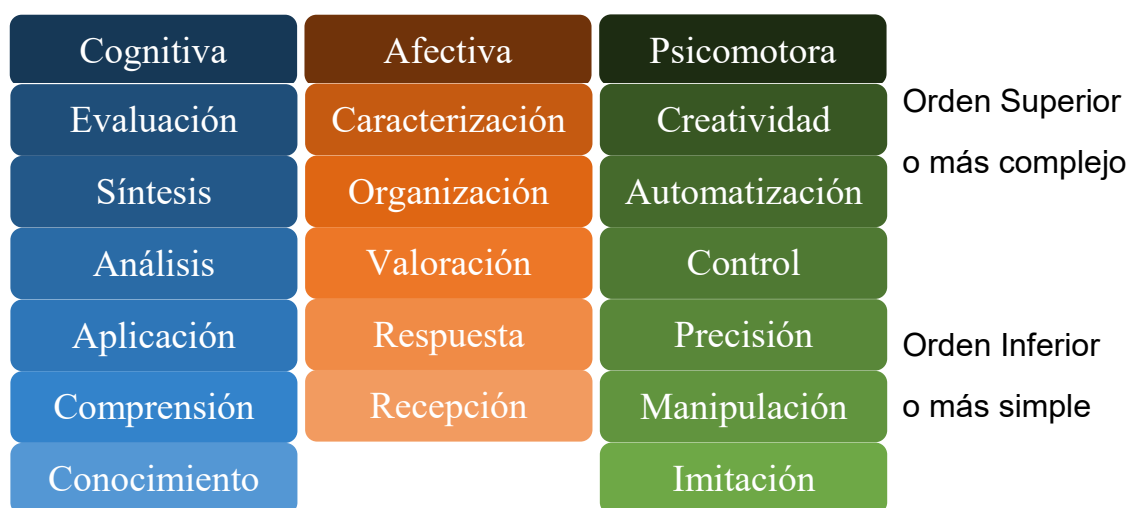 Cognitiva Afectiva Psicomotora
Evaluación Caracterización Creatividad
Orden Superior
o más complejo
Síntesis Organización Automatización
Análisis Valoración Control
Aplicación Respuesta Precisión
Orden Inferior
o más simple
Comprensión Recepción Manipulación
Conocimiento Imitación